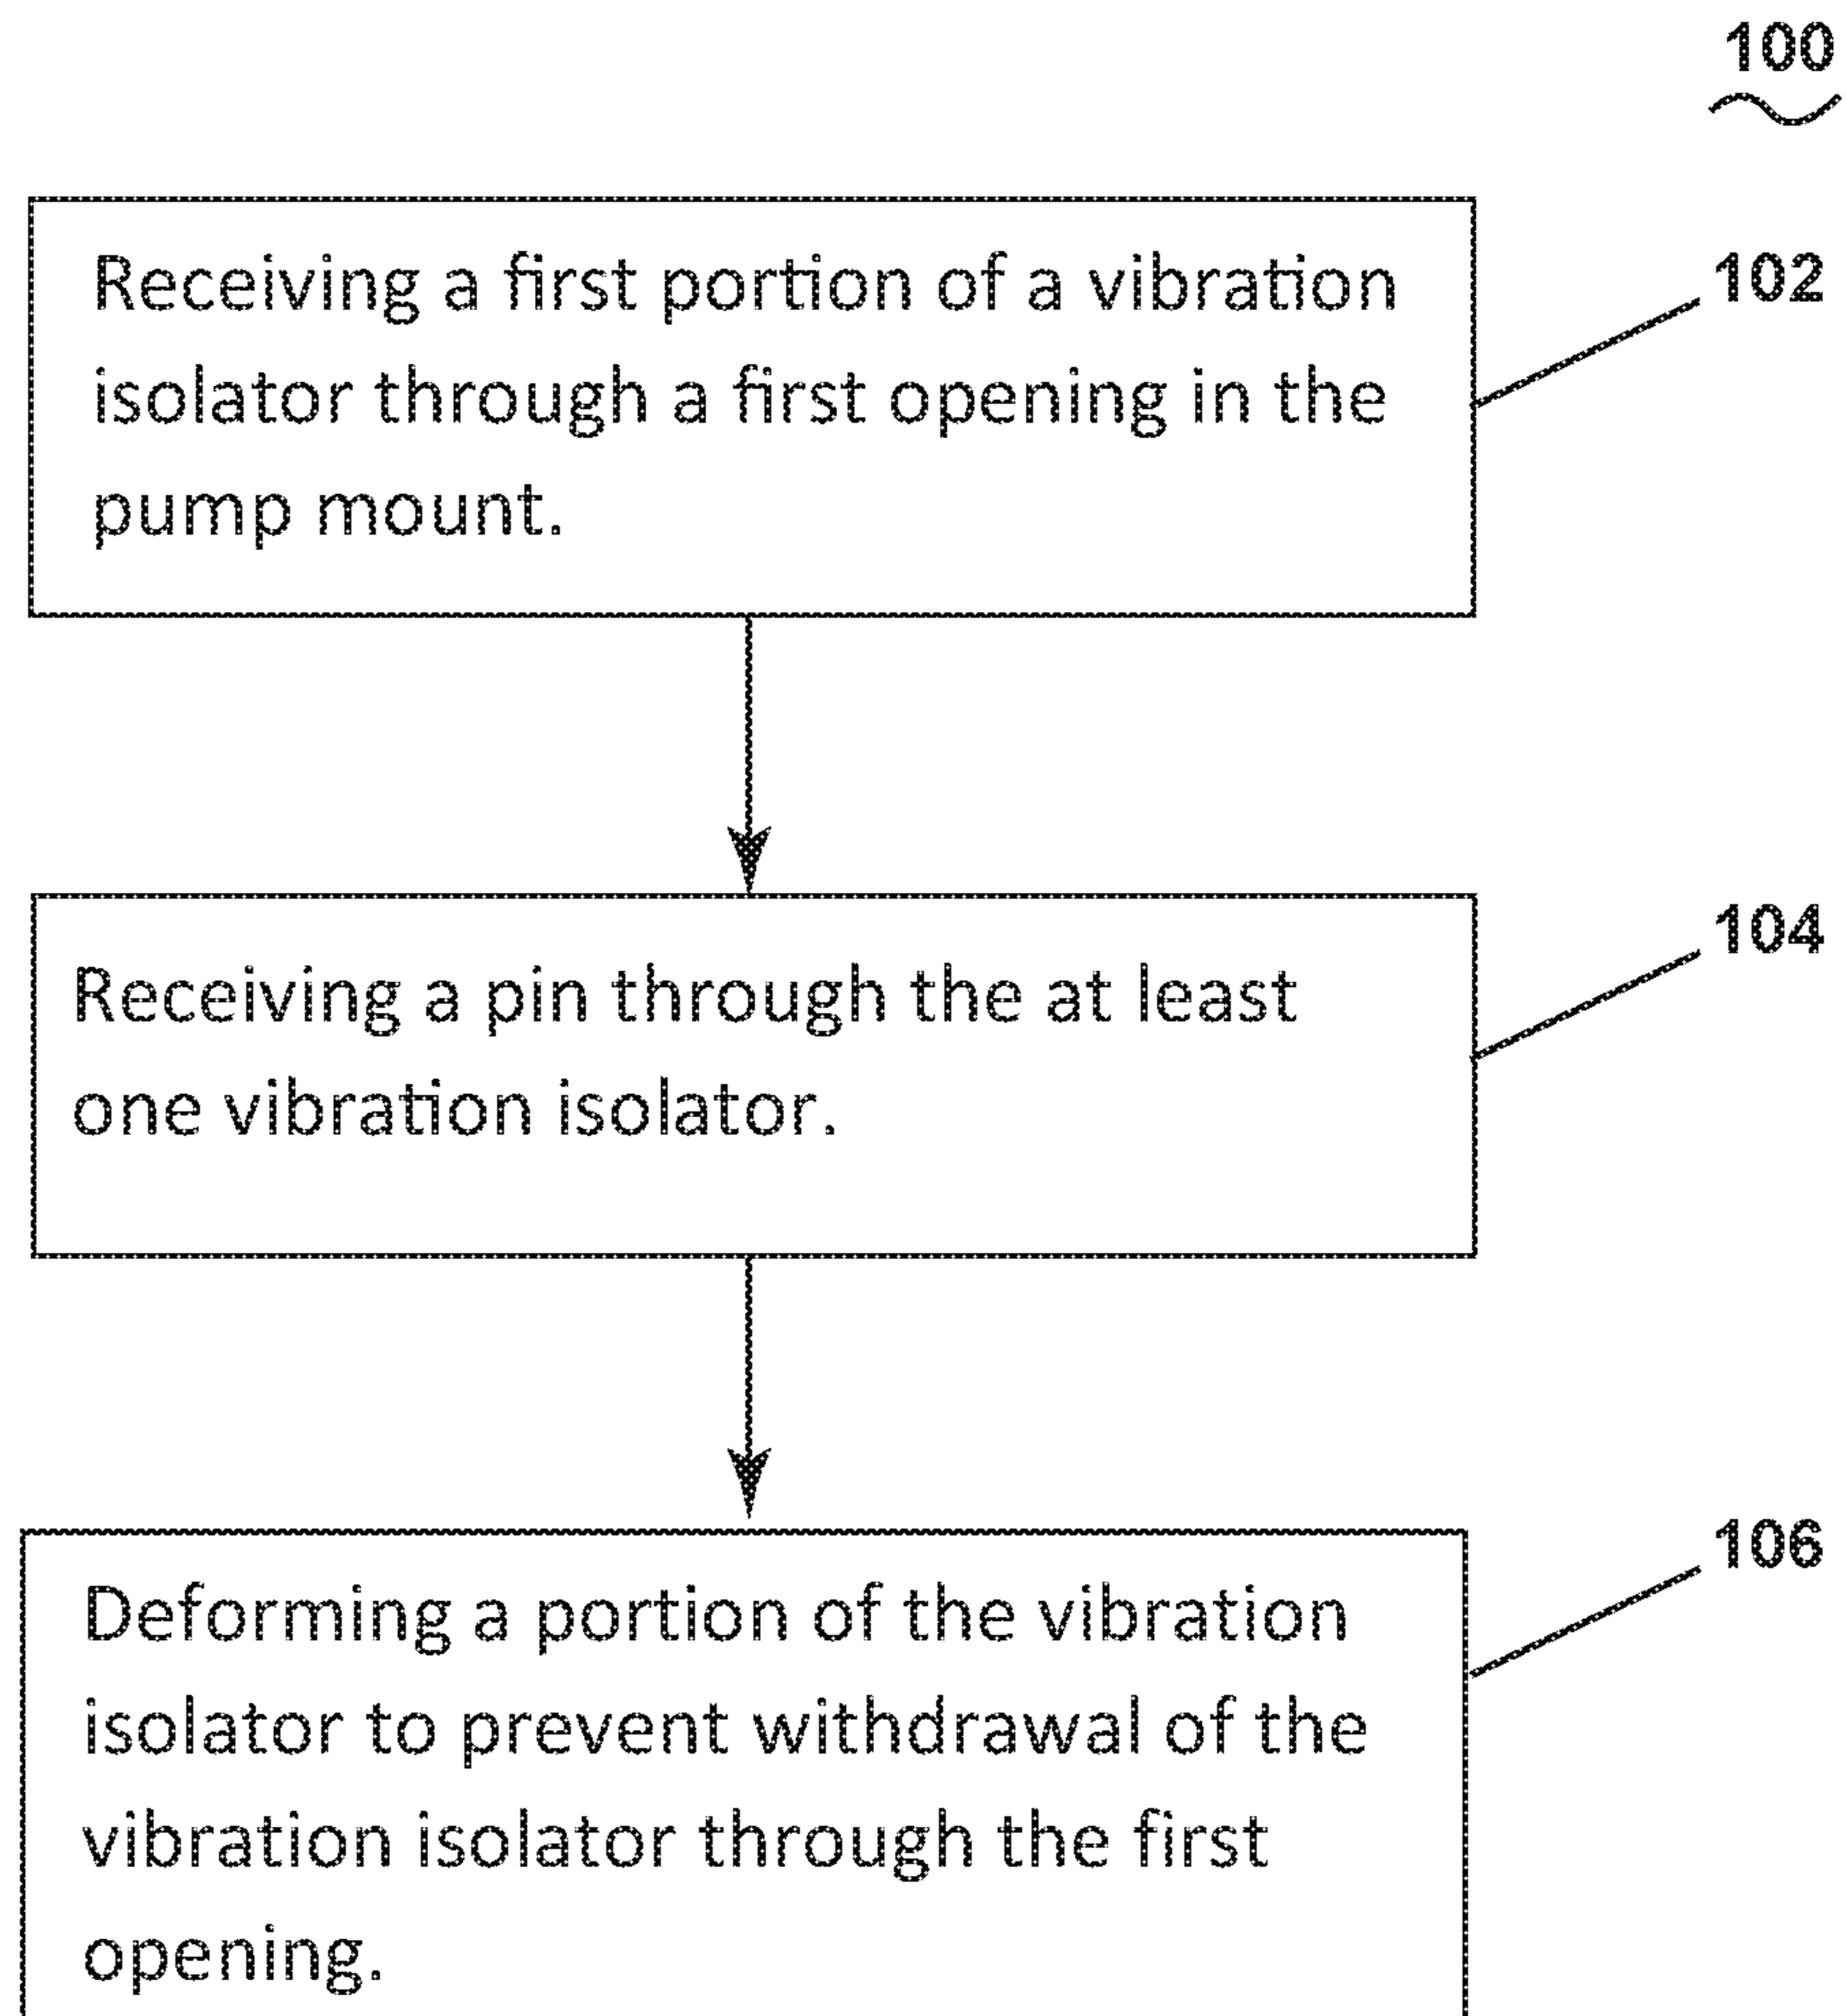 100
Receiving a first portion of a vibration
102
isolator through a first opening in the
pump mount.
Receiving a pin through the at least
104
one vibration isolator.
Deforming a portion of the vibration
106
isolator to prevent withdrawal of the
vibration isolator through the first
opening.